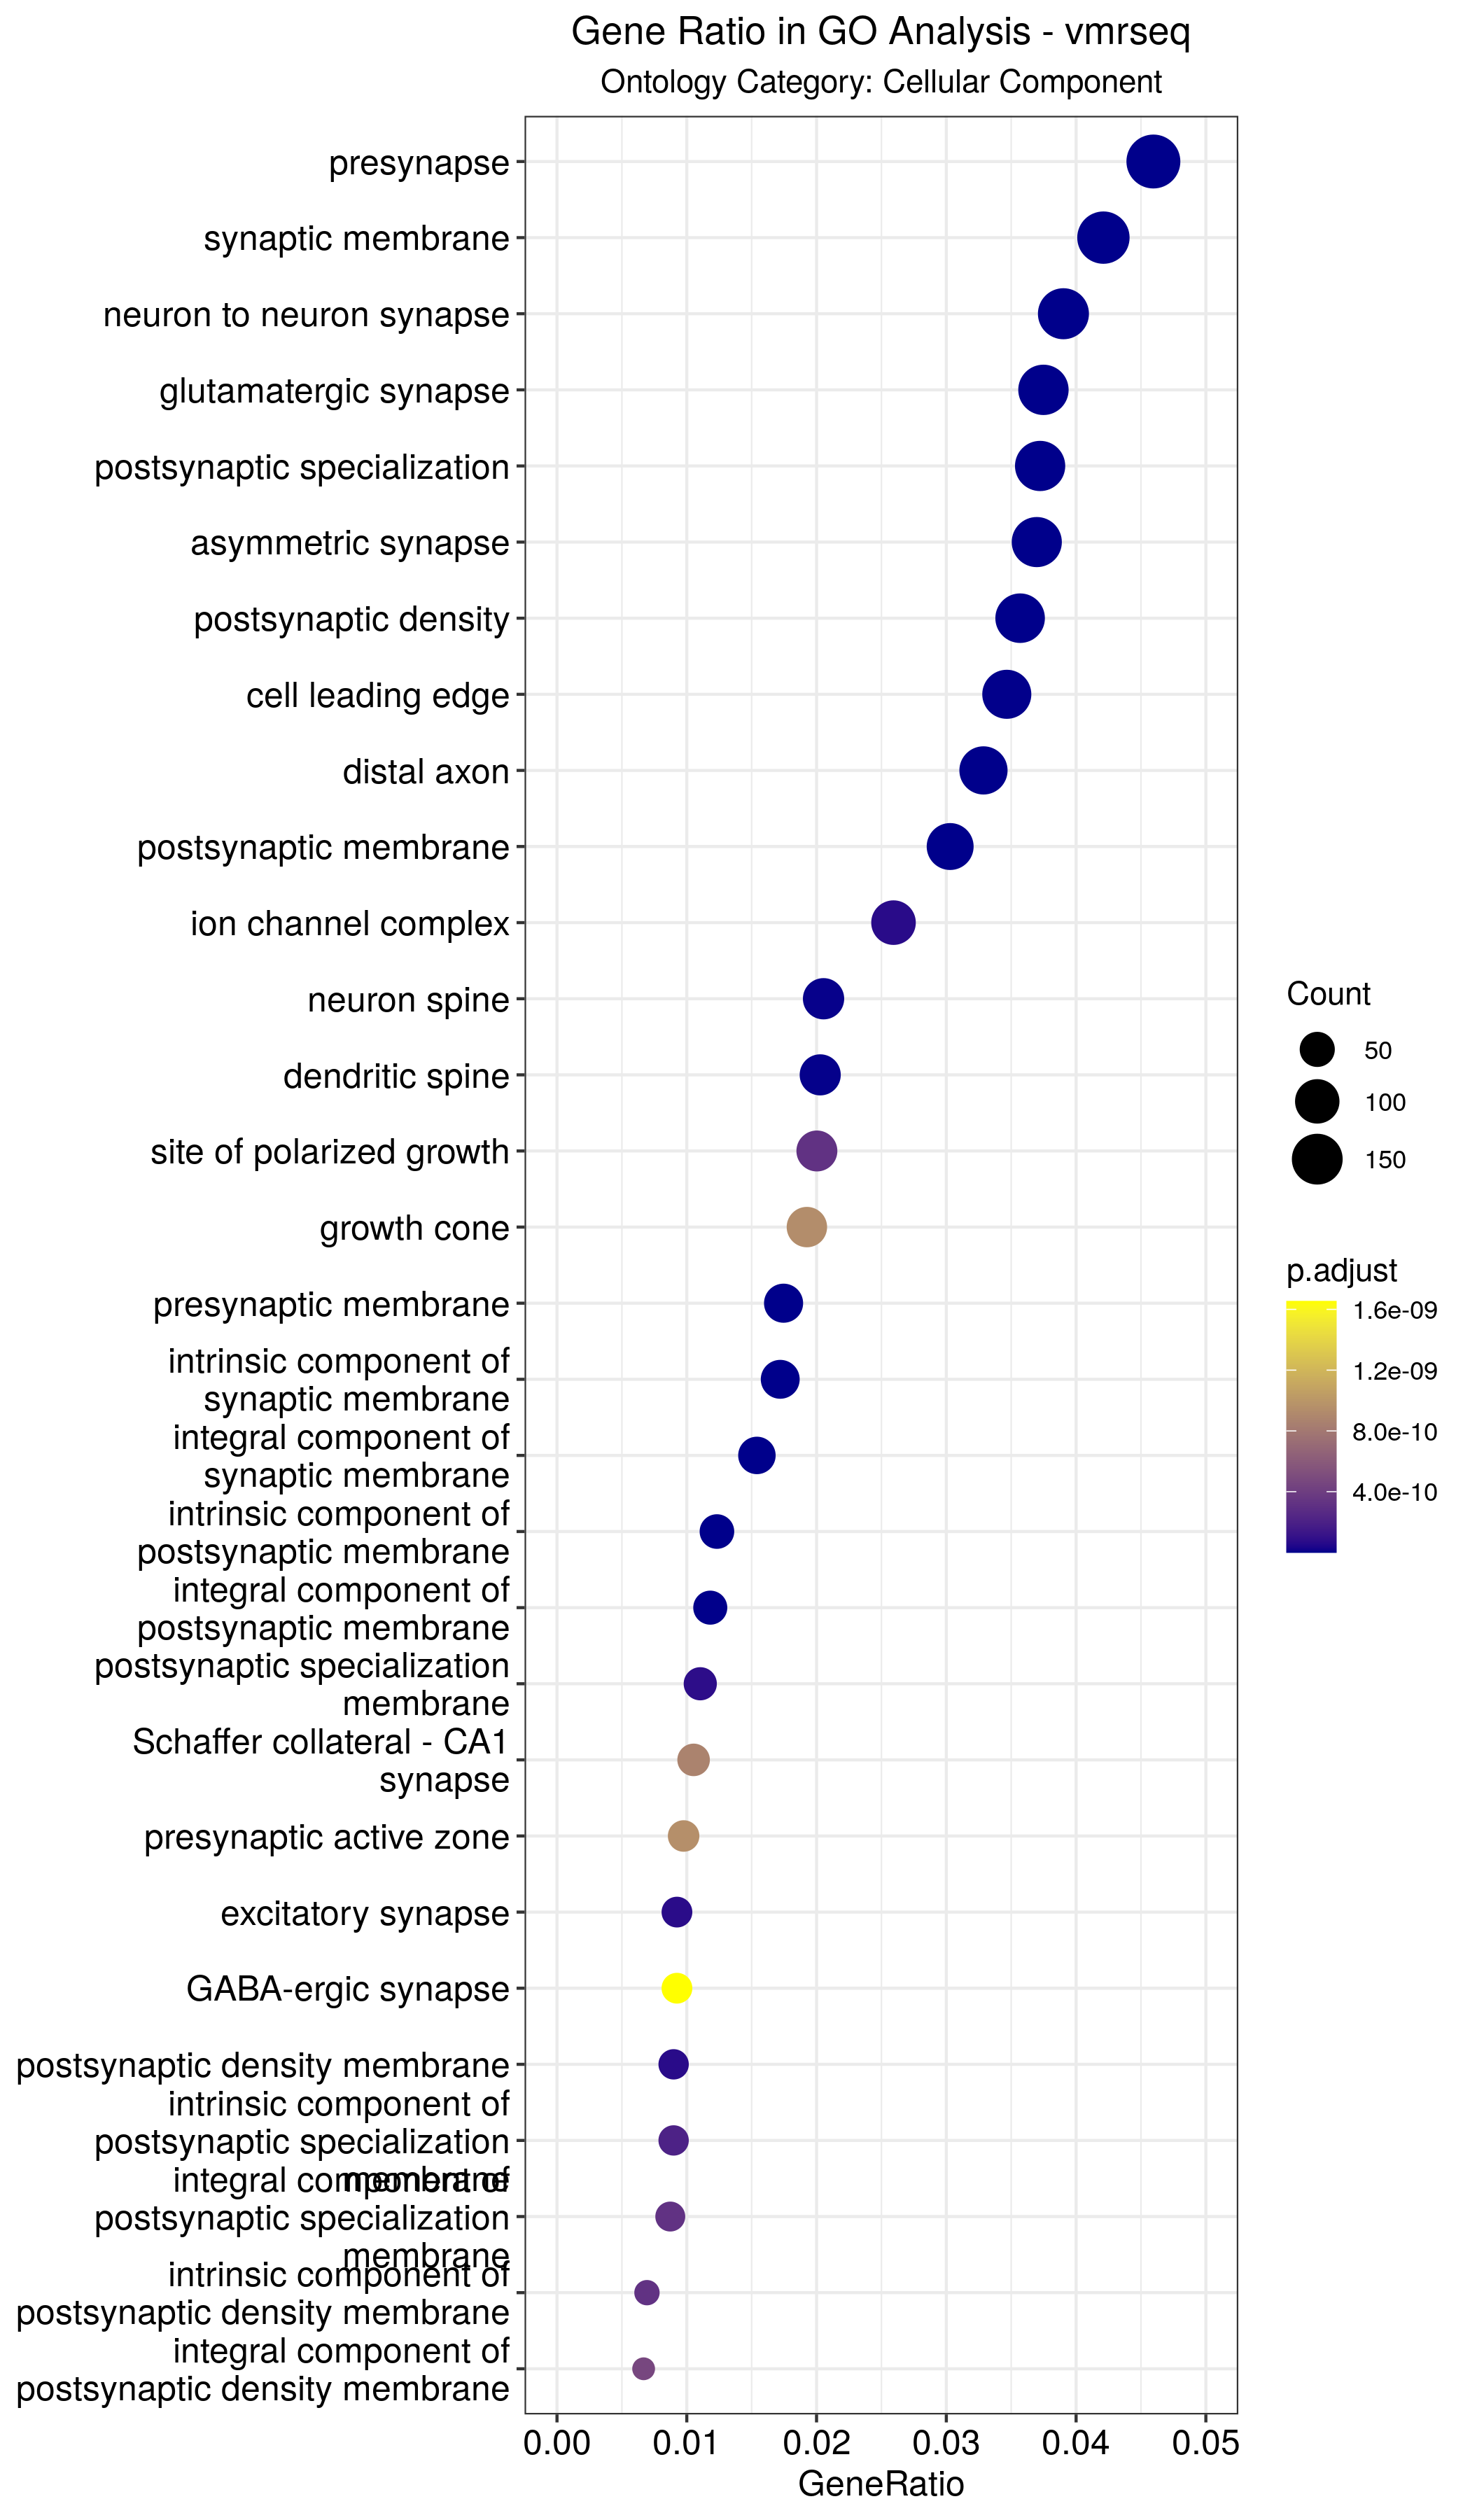 Gene Ratio in GO Analysis - vmrseq
Ontology Category: Cellular Component
presynapse
synaptic membrane
neuron to neuron synapse
glutamatergic synapse
postsynaptic specialization
asymmetric synapse
postsynaptic density
cell leading edge
distal axon
postsynaptic membrane
ion channel complex
neuron spine
dendritic spine
site of polarized growth
growth cone
presynaptic membrane
intrinsic component of
synaptic membrane
integral component of
synaptic membrane
intrinsic component of
postsynaptic membrane
integral component of
postsynaptic membrane
postsynaptic specialization
membrane
Schaffer collateral - CA1
synapse
presynaptic active zone
excitatory synapse
GABA-ergic synapse
postsynaptic density membrane
intrinsic component of
postsynaptic specialization
membrane
integral component of
postsynaptic specialization
membrane
intrinsic component of
postsynaptic density membrane
integral component of
postsynaptic density membrane
0.00 0.01 0.02 0.03 0.04 0.05
GeneRatio
Count
50
100
150
p.adjust
1.6e-09
1.2e-09
8.0e-10
4.0e-10